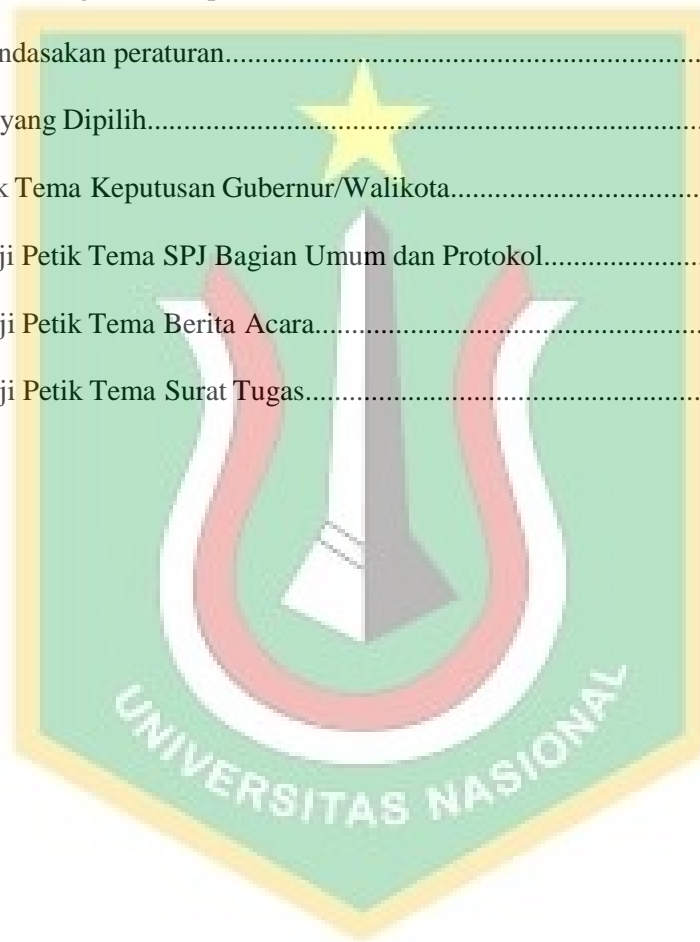 ndasakan peraturan..............................................................
yang Dipilih.........................................................................
k Tema Keputusan Gubernur/Walikota..................................
ji Petik Tema SPJ Bagian Umum dan Protokol.....................
ji Petik Tema Berita Acara....................................................
ji Petik Tema Surat Tugas.....................................................
UNIVERSITAS NASIONAL